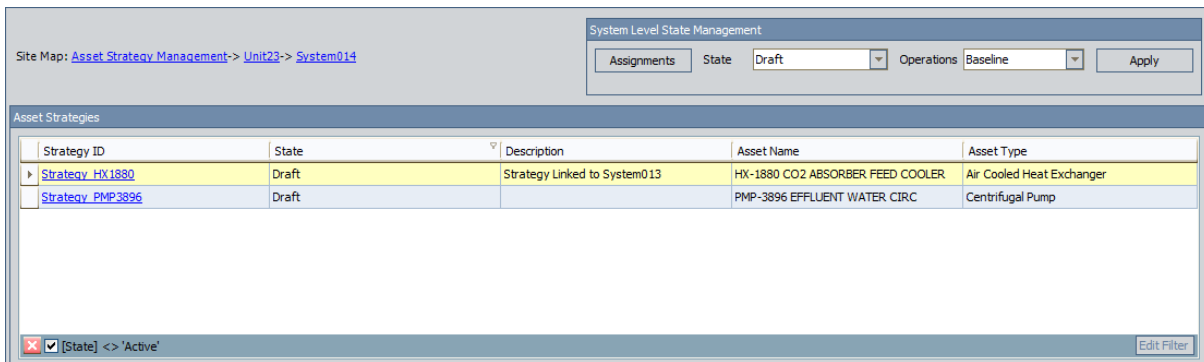 System Level State Management
Site Map: Asset Strategy Management-> Unit23-> System014
Assignments State Draft Operations Baseline Apply
Asset Strategies
Strategy ID State Description Asset Name Asset Type
Strategy_HX1880 Draft Strategy Linked to System013 HX-1880 CO2 ABSORBER FEED COOLER Air Cooled Heat Exchanger
Strategy_PMP3896 Draft PMP-3896 EFFLUENT WATER CIRC Centrifugal Pump
[State] <> 'Active' Edit Filter